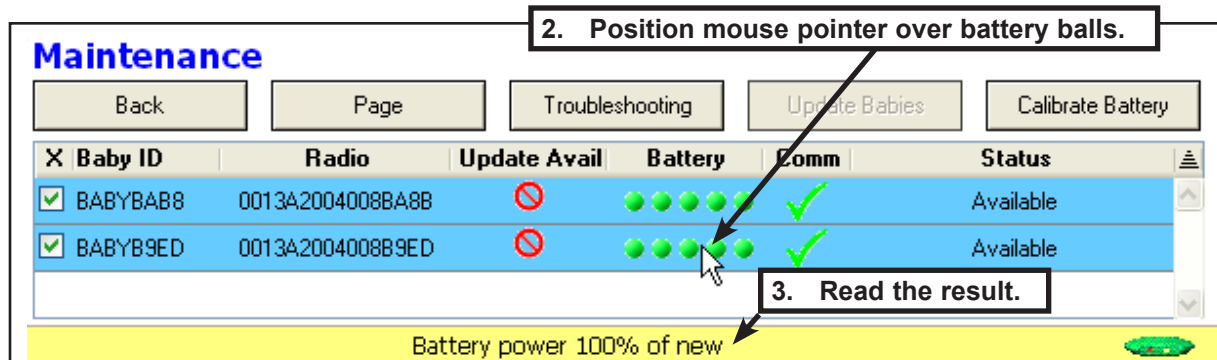 2. Position mouse pointer over battery balls.
Maintenance
Back Page Troubleshooting Update Babies Calibrate Battery
X Baby ID Radio Update Avail Battery Comm Status
BABYBAB8 0013A2004008BA8B Available
BABYB9ED 0013A2004008B9ED Available
3. Read the result.
Battery power 100% of new